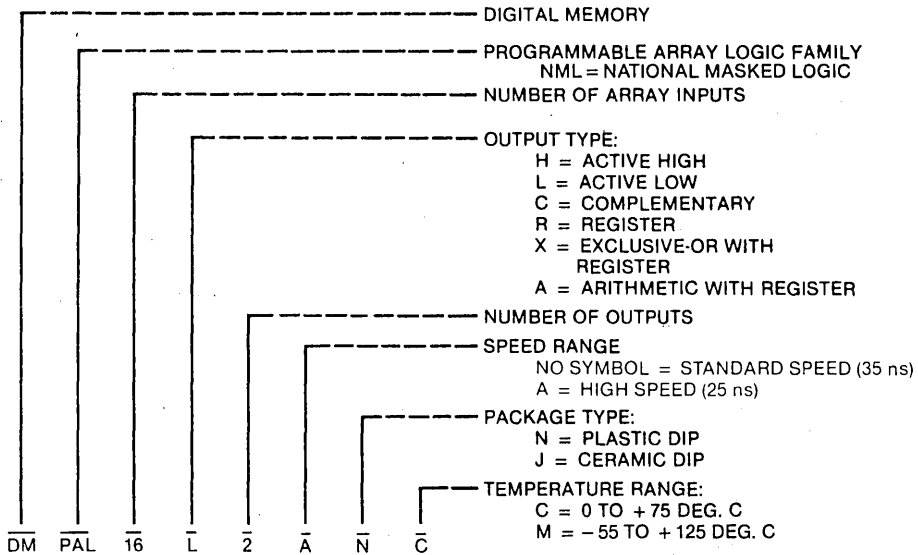 DIGITAL MEMORY
PROGRAMMABLE ARRAY LOGIC FAMILY
NML = NATIONAL MASKED LOGIC
NUMBER OF ARRAY INPUTS
OUTPUT TYPE:
H = ACTIVE HIGH
L = ACTIVE LOW
C = COMPLEMENTARY
R = REGISTER
X = EXCLUSIVE-OR WITH
REGISTER
A = ARITHMETIC WITH REGISTER
NUMBER OF OUTPUTS
SPEED RANGE
NO SYMBOL = STANDARD SPEED (35 ns)
A = HIGH SPEED (25 ns)
PACKAGE TYPE:
N = PLASTIC DIP
J = CERAMIC DIP
TEMPERATURE RANGE:
C = 0 TO +75 DEG. C
M = -55 TO +125 DEG. C
DM PAL 16 L 2 A N C